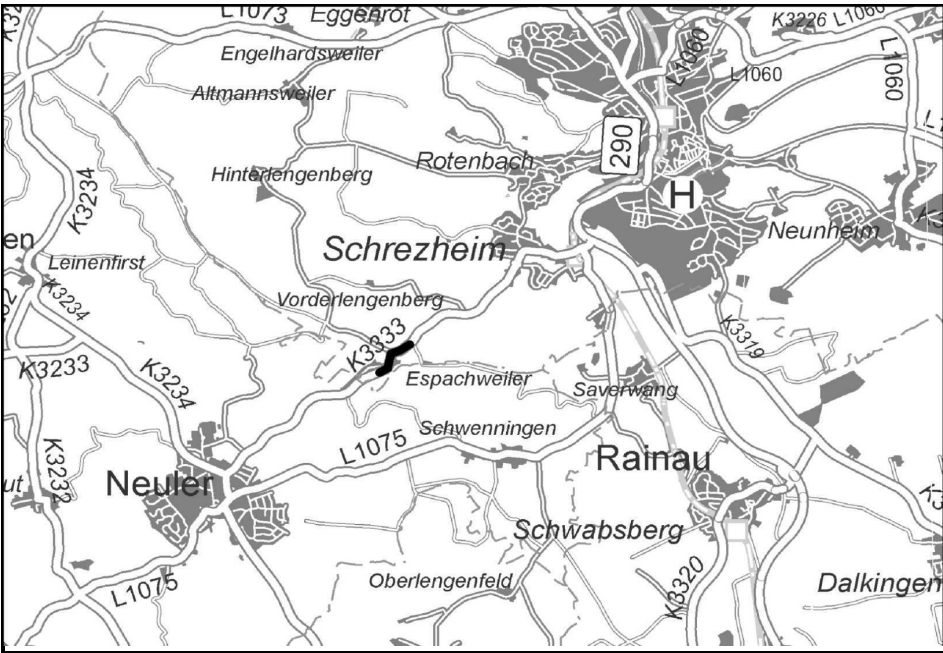 L1073
Eggenrot
K3226
L1060
Engelhardsweiler
L1060
L1060
L1060
Altmannsweiler
290
Rotenbach
Hinterlengenberg
H
K3234
Neunheim
en
Schrezheim
Leinenfirst
K3234
Vorderlengenberg
K3333
K3319
K3233
K3234
Espachweiler
Saverwang
Schwenningen
L1075
Rainau
K3232
Neuler
ut
Schwabsberg
L1075
Oberlengenfeld
K3320
Dalkingen